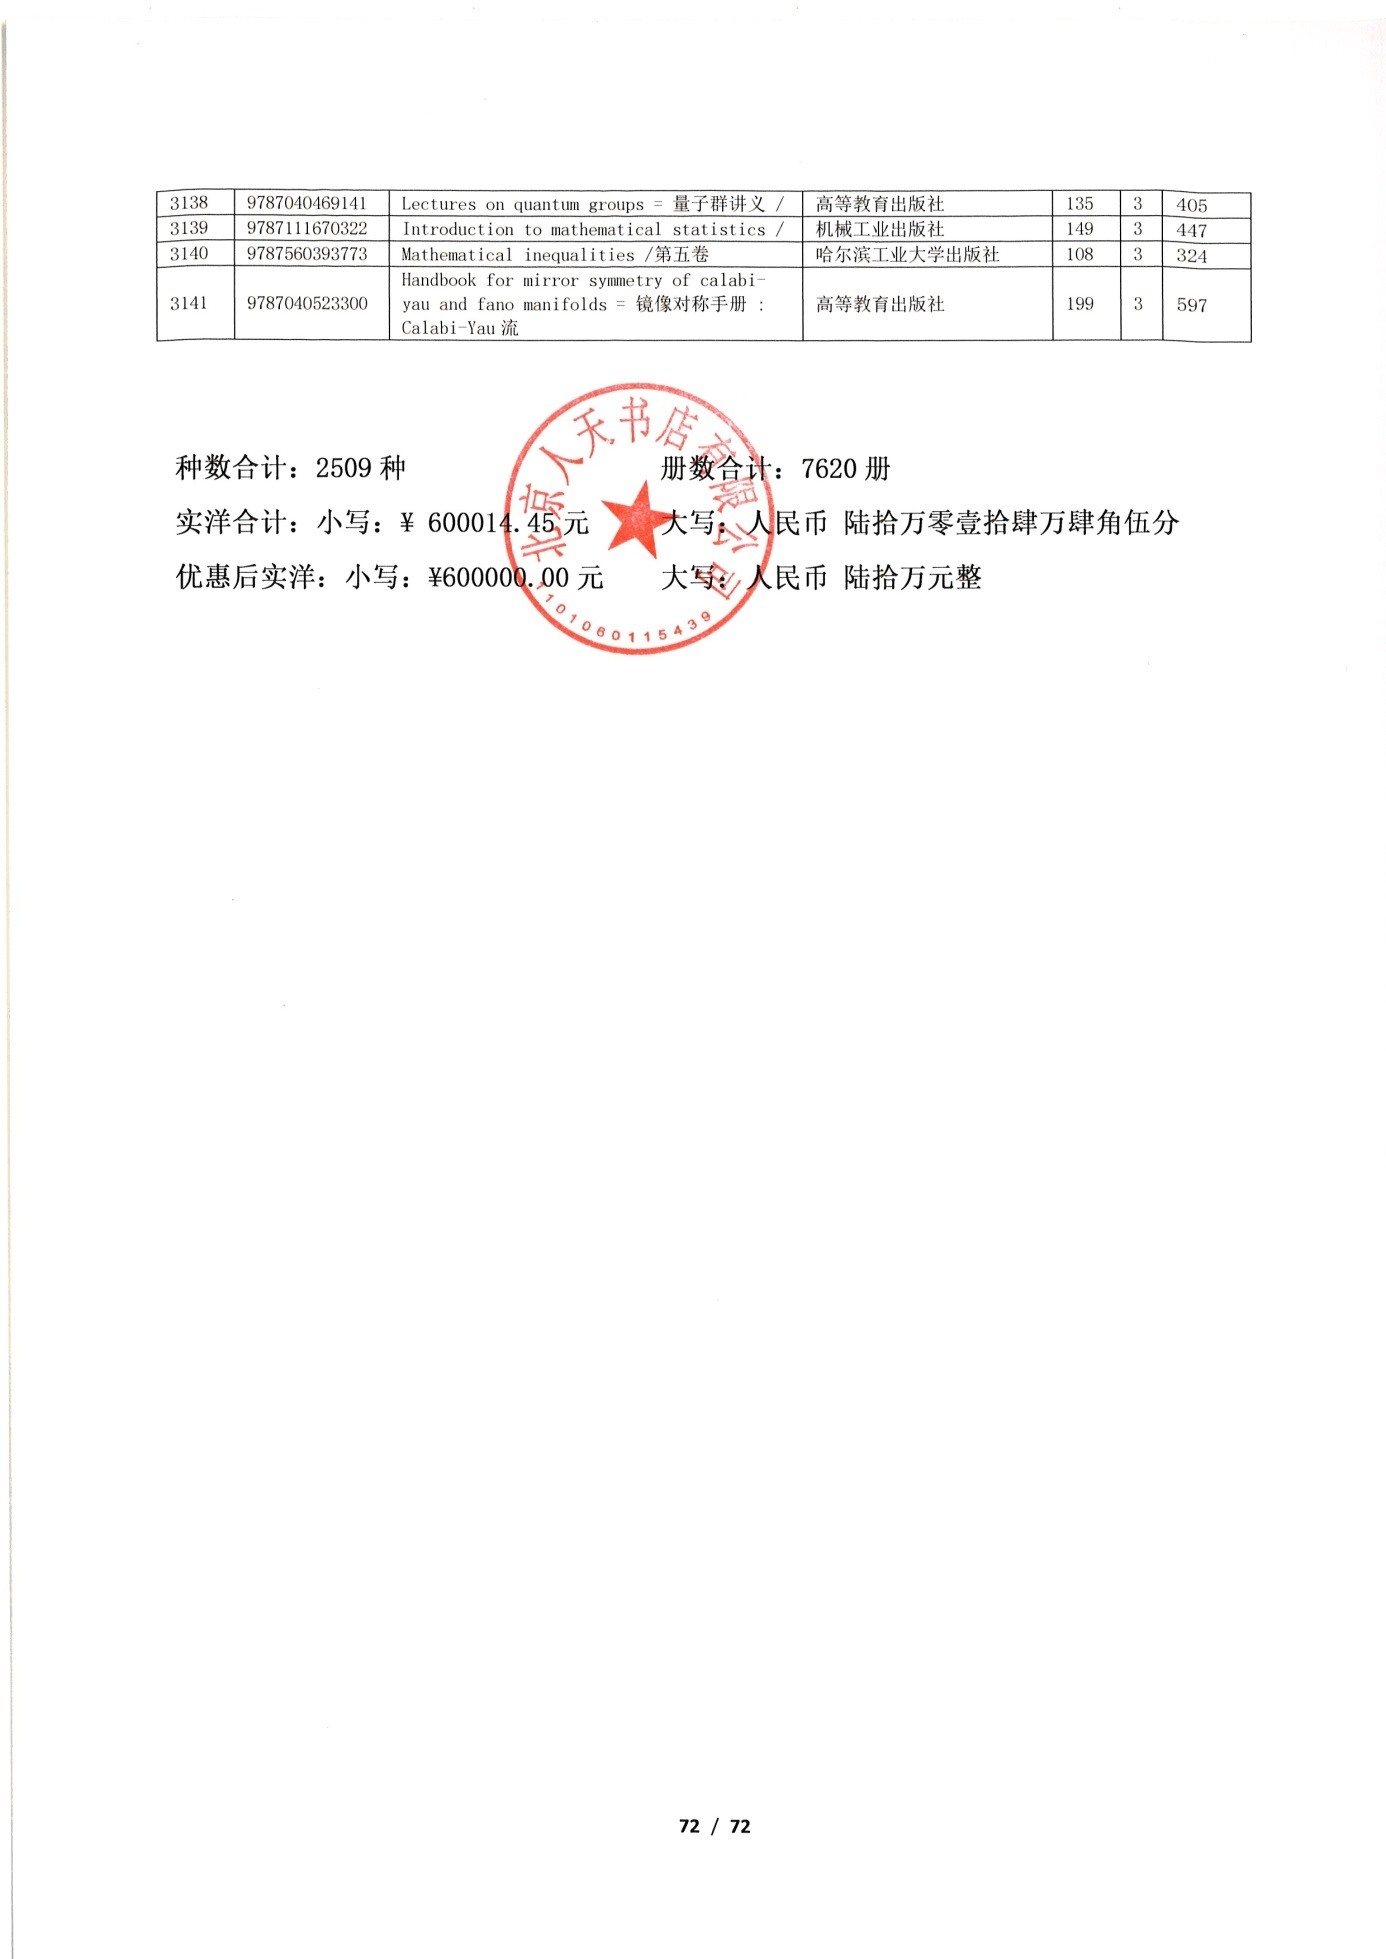 3138 9787040469141 Lectures on quantum groups = 量子群讲义 / 高等教育出版社 135 3 405
3139 9787111670322 Introduction to mathematical statistics / 机械工业出版社 149 3 447
3140 9787560393773 Mathematical inequalities /第五卷 哈尔滨工业大学出版社 108 3 324
3141 9787040523300 Handbook for mirror symmetry of calabi-
yau and fano manifolds = 镜像对称手册 :
Calabi-Yau 流 高等教育出版社 199 3 597
种数合计：2509 种 册数合计：7620 册
实洋合计：小写：¥ 600014.45 元 大写：人民币 陆拾万零壹拾肆万肆角伍分
优惠后实洋：小写：¥600000.00 元 大写：人民币 陆拾万元整
北京人天书店有限公司
1101060115439
72 / 72